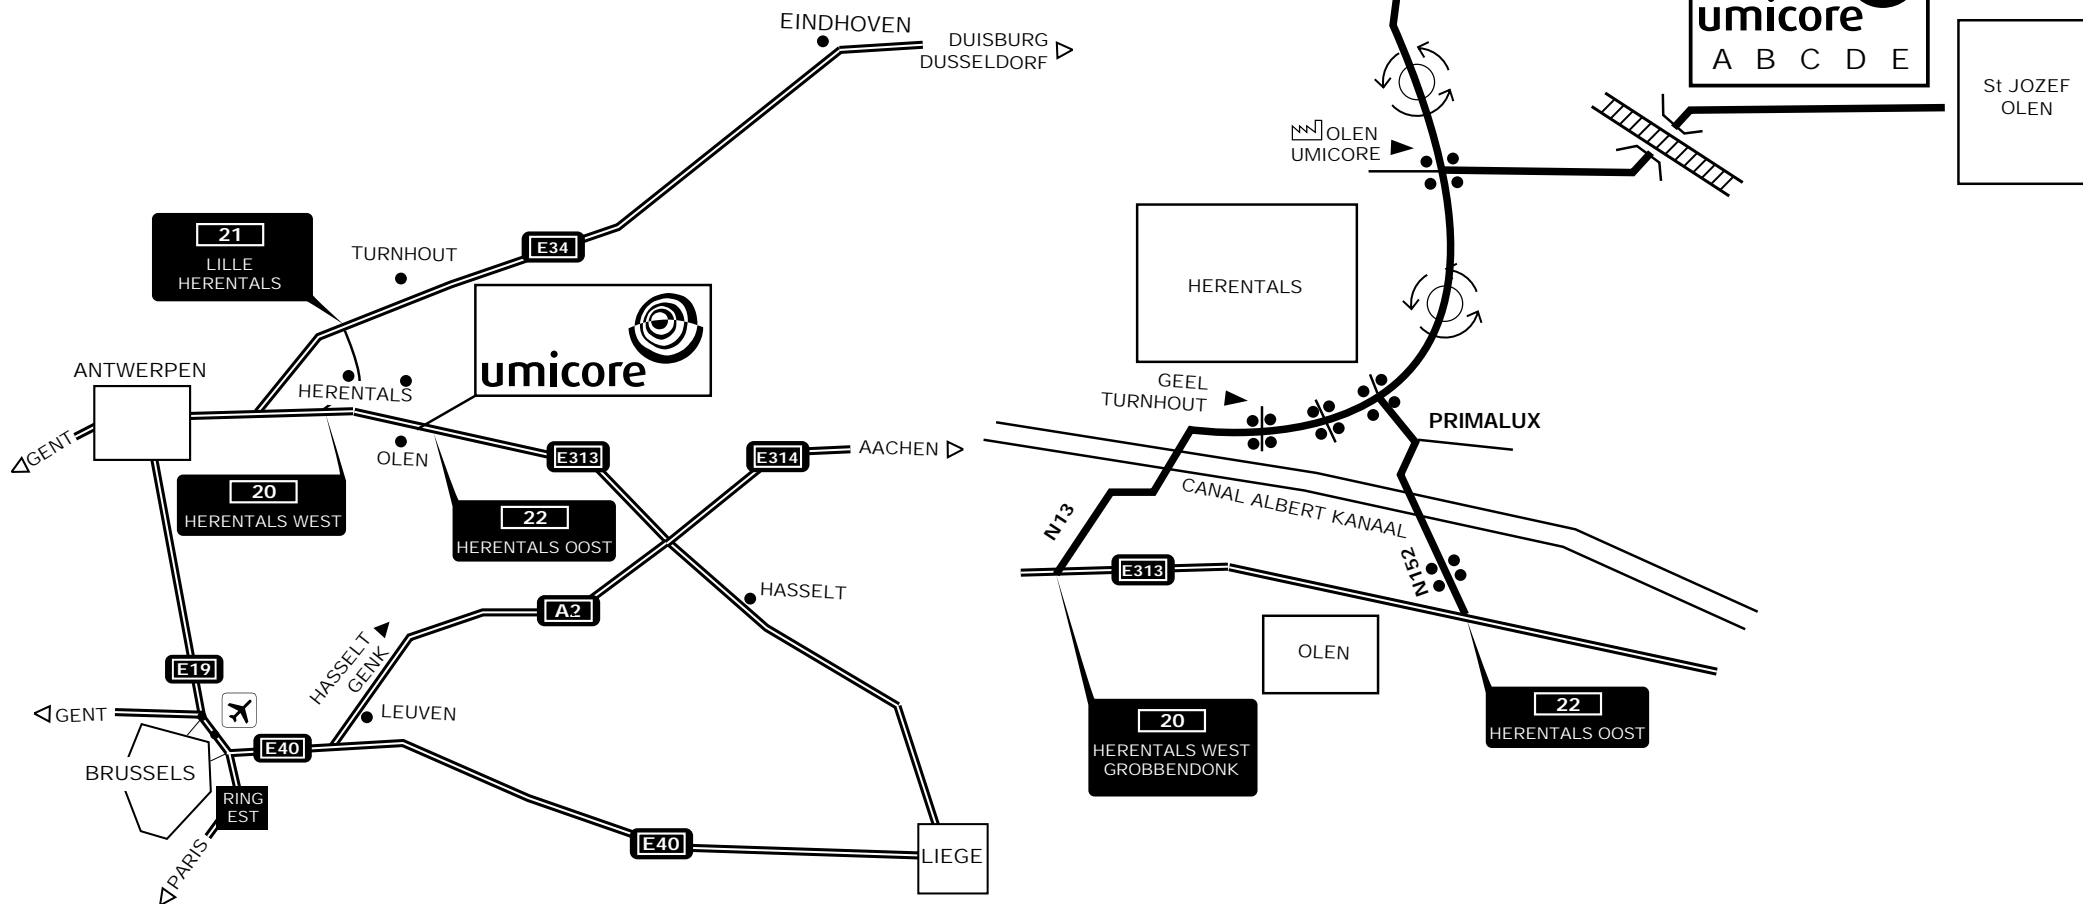 EINDHOVEN
DUISBURG
DUSSELDORF
21
LILLE
HERENTALS
TURNHOUT
E34
umicore
ANTWERPEN
HERENTALS
GENT
OLEN
E313
E314
AACHEN
20
HERENTALS WEST
22
HERENTALS OOST
HASSELT
A2
HASSELT
GENK
E19
GENT
LEUVEN
E40
BRUSSELS
RING
EST
PARIS
E40
LIEGE
umicore
A B C D E
St JOZEF
OLEN
OLEN
UMICORE
HERENTALS
GEEL
TURNHOUT
PRIMALUX
CANAL ALBERT KANAAL
N13
N152
E313
OLEN
20
HERENTALS WEST
GROBBENDONK
22
HERENTALS OOST